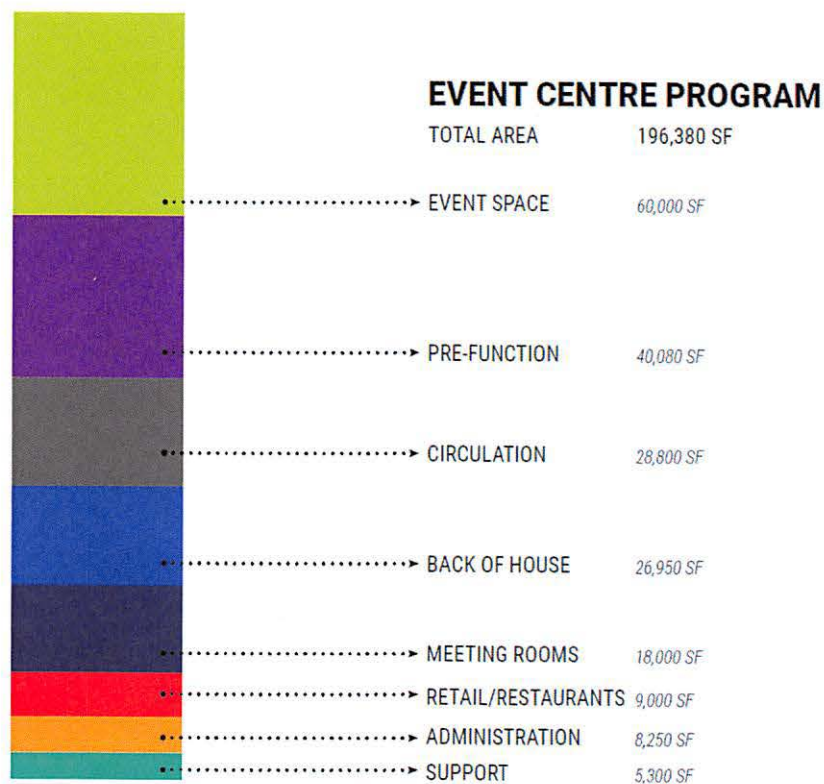 EVENT CENTRE PROGRAM
TOTAL AREA 196,380 SF
EVENT SPACE 60,000 SF
PRE-FUNCTION 40,080 SF
CIRCULATION 28,800 SF
BACK OF HOUSE 26,950 SF
MEETING ROOMS 18,000 SF
RETAIL/RESTAURANTS 9,000 SF
ADMINISTRATION 8,250 SF
SUPPORT 5,300 SF